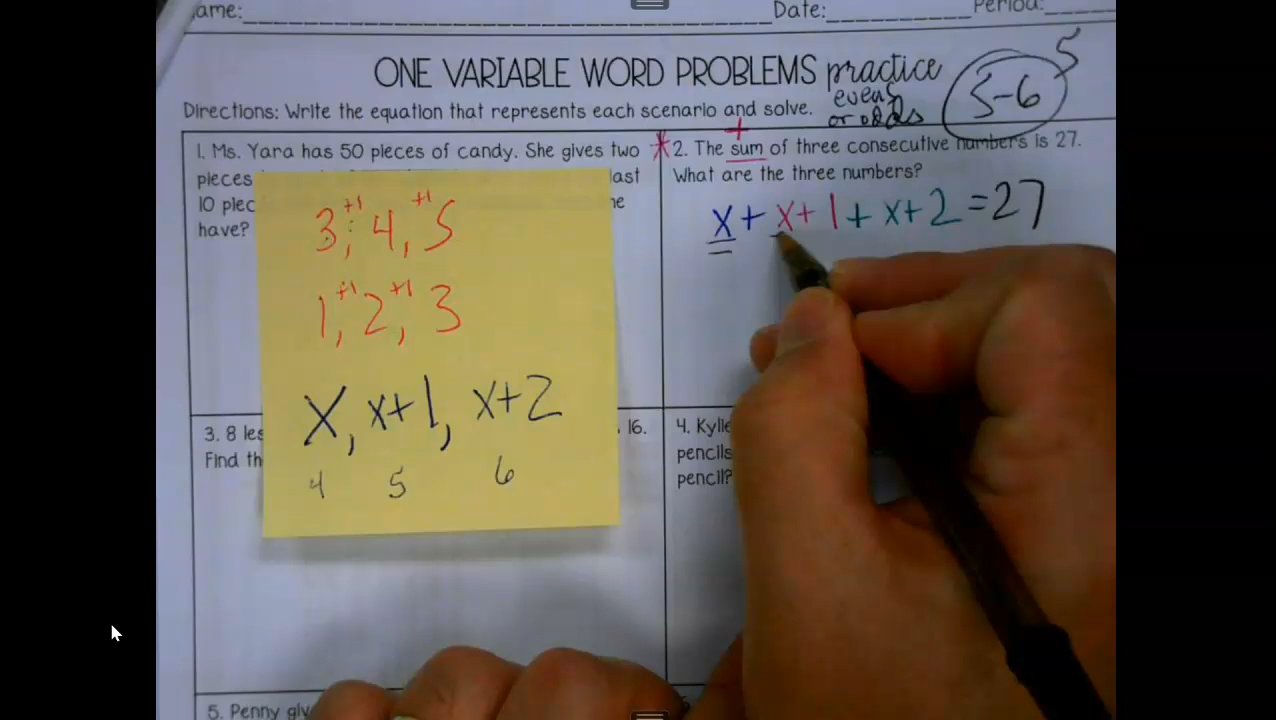 ame: Date: Period:
ONE VARIABLE WORD PROBLEMS practice
Directions: Write the equation that represents each scenario and solve.
evens
or odds
3-6
5
1. Ms. Yara has 50 pieces of candy. She gives two
pieces last
10 piec he
have?
+
* 2. The sum of three consecutive numbers is 27.
What are the three numbers?
x + x + 1 + x + 2 = 27
+1 +1
3, 4, 5
+1 +1
1, 2, 3
x, x+1, x+2
4 5 6
3. 8 les 16.
Find th
4. Kylie
pencils
pencil?
5. Penny giv